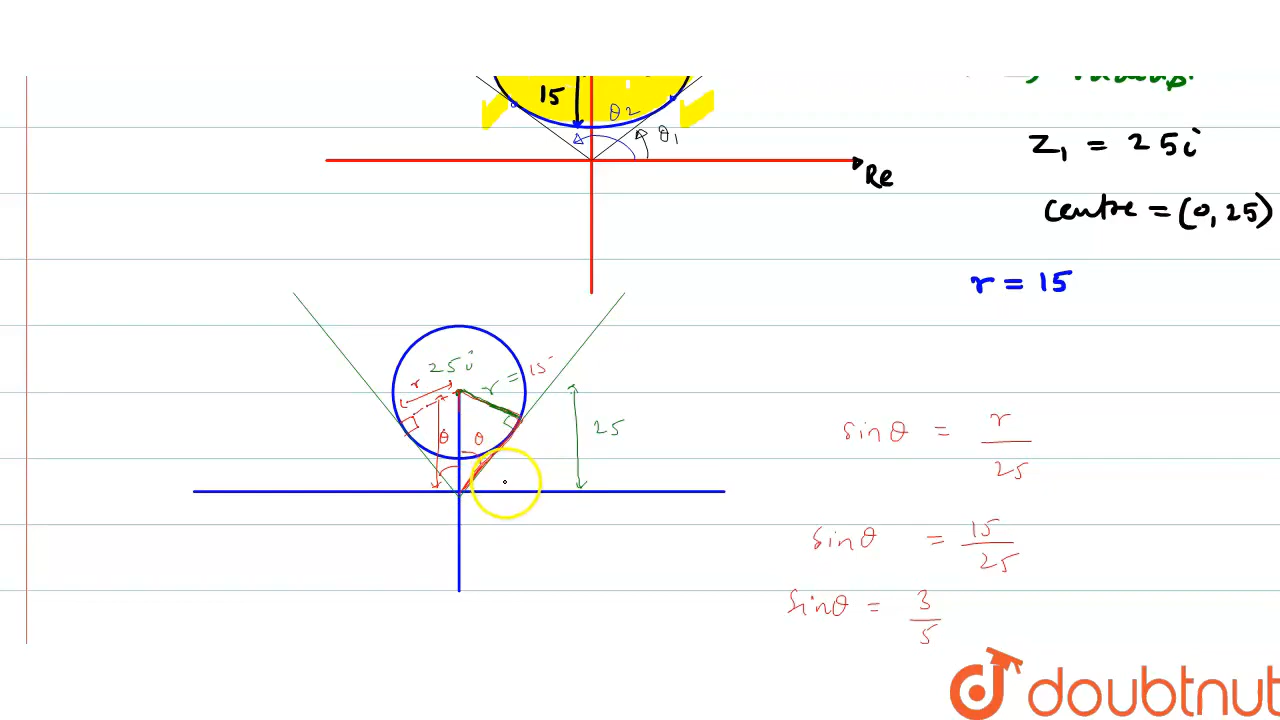 15
θ2
θ1
Re
Z1 = 25i
centre = (0, 25)
r = 15
25i
r
r = 15
θ
θ
25
sinθ = r/25
sinθ = 15/25
sinθ = 3/5
doubtnut